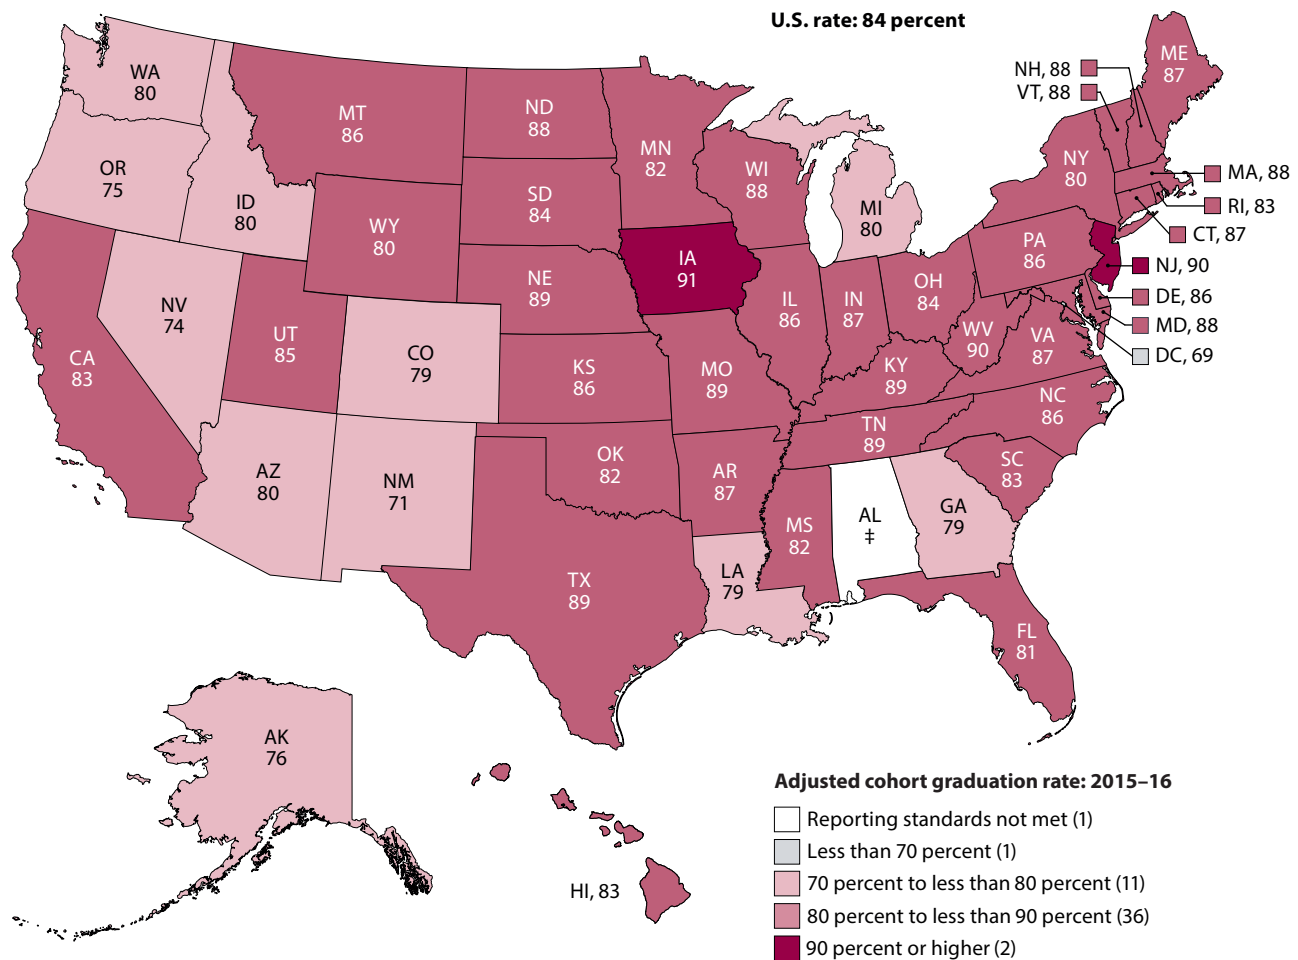 U.S. rate: 84 percent
WA
80
OR
75
ID
80
MT
86
ND
88
MN
82
WI
88
MI
80
NY
80
ME
87
NH, 88
VT, 88
MA, 88
RI, 83
CT, 87
NJ, 90
DE, 86
MD, 88
DC, 69
SD
84
WY
80
NE
89
IA
91
IL
86
IN
87
OH
84
PA
86
WV
90
VA
87
CA
83
NV
74
UT
85
CO
79
KS
86
MO
89
KY
89
NC
86
TN
89
SC
83
AZ
80
NM
71
OK
82
AR
87
MS
82
AL
‡
GA
79
LA
79
TX
89
FL
81
AK
76
HI, 83
Adjusted cohort graduation rate: 2015–16
Reporting standards not met (1)
Less than 70 percent (1)
70 percent to less than 80 percent (11)
80 percent to less than 90 percent (36)
90 percent or higher (2)